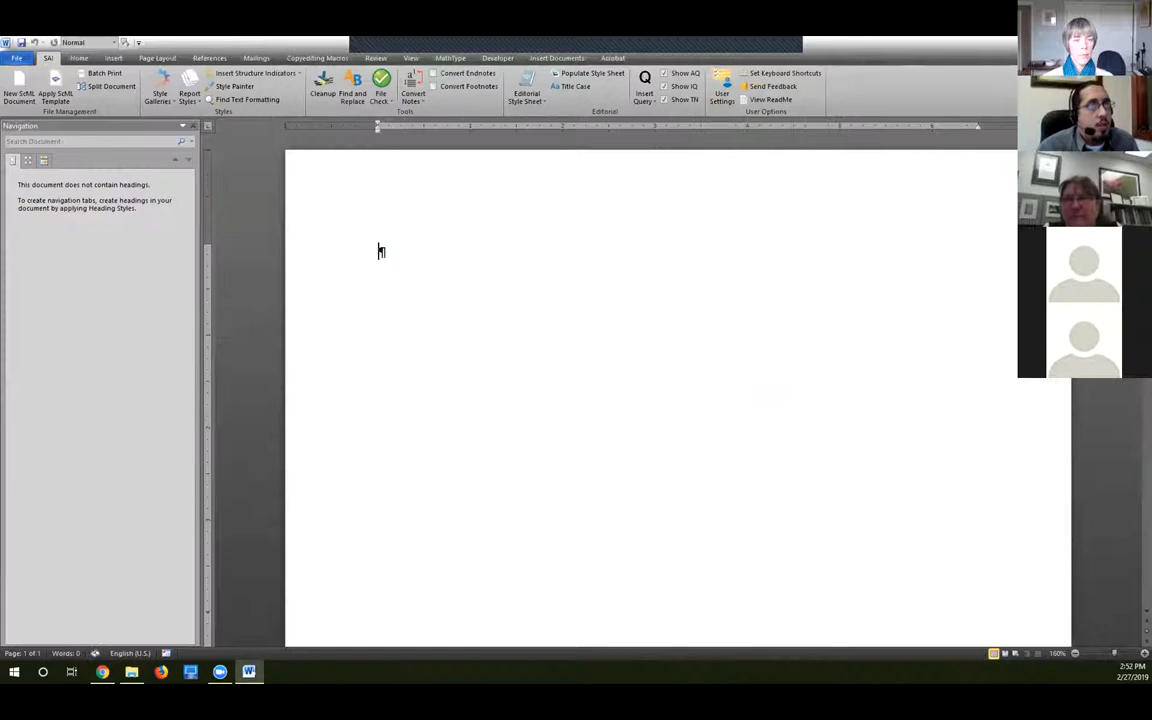 Normal
File SAI Home Insert Page Layout References Mailings Copyediting Macros Review View MathType Developer Insert Documents Acrobat
New ScML Document
Apply ScML Template
Batch Print
Split Document
File Management
Style Galleries
Report Styles
Insert Structure Indicators
Style Painter
Find Text Formatting
Styles
Cleanup
Find and Replace
File Check
Convert Notes
Convert Endnotes
Convert Footnotes
Tools
Editorial Style Sheet
Populate Style Sheet
Title Case
Insert Query
Show AQ
Show IQ
Show TN
Editorial
User Settings
Set Keyboard Shortcuts
Send Feedback
View ReadMe
User Options
Navigation
Search Document
This document does not contain headings.
To create navigation tabs, create headings in your
document by applying Heading Styles.
¶
Page: 1 of 1 Words: 0 English (U.S.) 160%
2:52 PM
2/27/2019